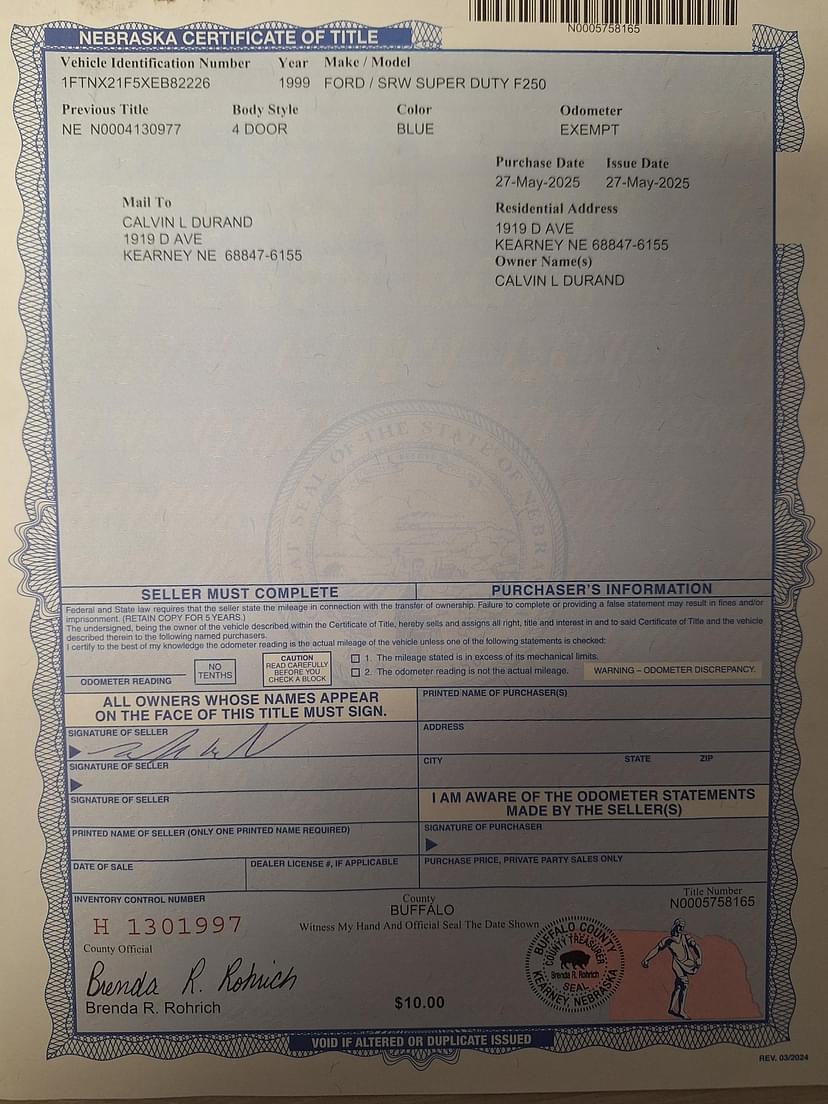 N0005758165
NEBRASKA CERTIFICATE OF TITLE
Vehicle Identification Number Year Make / Model
1FTNX21F5XEB82226 1999 FORD / SRW SUPER DUTY F250
Previous Title Body Style Color Odometer
NE N0004130977 4 DOOR BLUE EXEMPT
Purchase Date Issue Date
27-May-2025 27-May-2025
Mail To
CALVIN L DURAND
1919 D AVE
KEARNEY NE 68847-6155
Residential Address
1919 D AVE
KEARNEY NE 68847-6155
Owner Name(s)
CALVIN L DURAND
SEAL OF THE STATE OF NEBRA
SELLER MUST COMPLETE
PURCHASER'S INFORMATION
Federal and State law requires that the seller state the mileage in connection with the transfer of ownership. Failure to complete or providing a false statement may result in fines and/or
imprisonment. (RETAIN COPY FOR 5 YEARS.)
The undersigned, being the owner of the vehicle described within the Certificate of Title, hereby sells and assigns all right, title and interest in and to said Certificate of Title and the vehicle
described therein to the following named purchasers.
I certify to the best of my knowledge the odometer reading is the actual mileage of the vehicle unless one of the following statements is checked:
ODOMETER READING
NO
TENTHS
CAUTION
READ CAREFULLY
BEFORE YOU
CHECK A BLOCK
1. The mileage stated is in excess of its mechanical limits.
2. The odometer reading is not the actual mileage.
WARNING – ODOMETER DISCREPANCY.
ALL OWNERS WHOSE NAMES APPEAR
ON THE FACE OF THIS TITLE MUST SIGN.
SIGNATURE OF SELLER
SIGNATURE OF SELLER
SIGNATURE OF SELLER
PRINTED NAME OF SELLER (ONLY ONE PRINTED NAME REQUIRED)
DATE OF SALE
DEALER LICENSE #, IF APPLICABLE
PRINTED NAME OF PURCHASER(S)
ADDRESS
CITY STATE ZIP
I AM AWARE OF THE ODOMETER STATEMENTS
MADE BY THE SELLER(S)
SIGNATURE OF PURCHASER
PURCHASE PRICE, PRIVATE PARTY SALES ONLY
INVENTORY CONTROL NUMBER
H 1301997
County
BUFFALO
Witness My Hand And Official Seal The Date Shown
Title Number
N0005758165
County Official
Brenda R. Rohrich
Brenda R. Rohrich
$10.00
BUFFALO COUNTY
COUNTY TREASURER
Brenda R. Rohrich
SEAL
KEARNEY, NEBRASKA
VOID IF ALTERED OR DUPLICATE ISSUED
REV. 03/2024